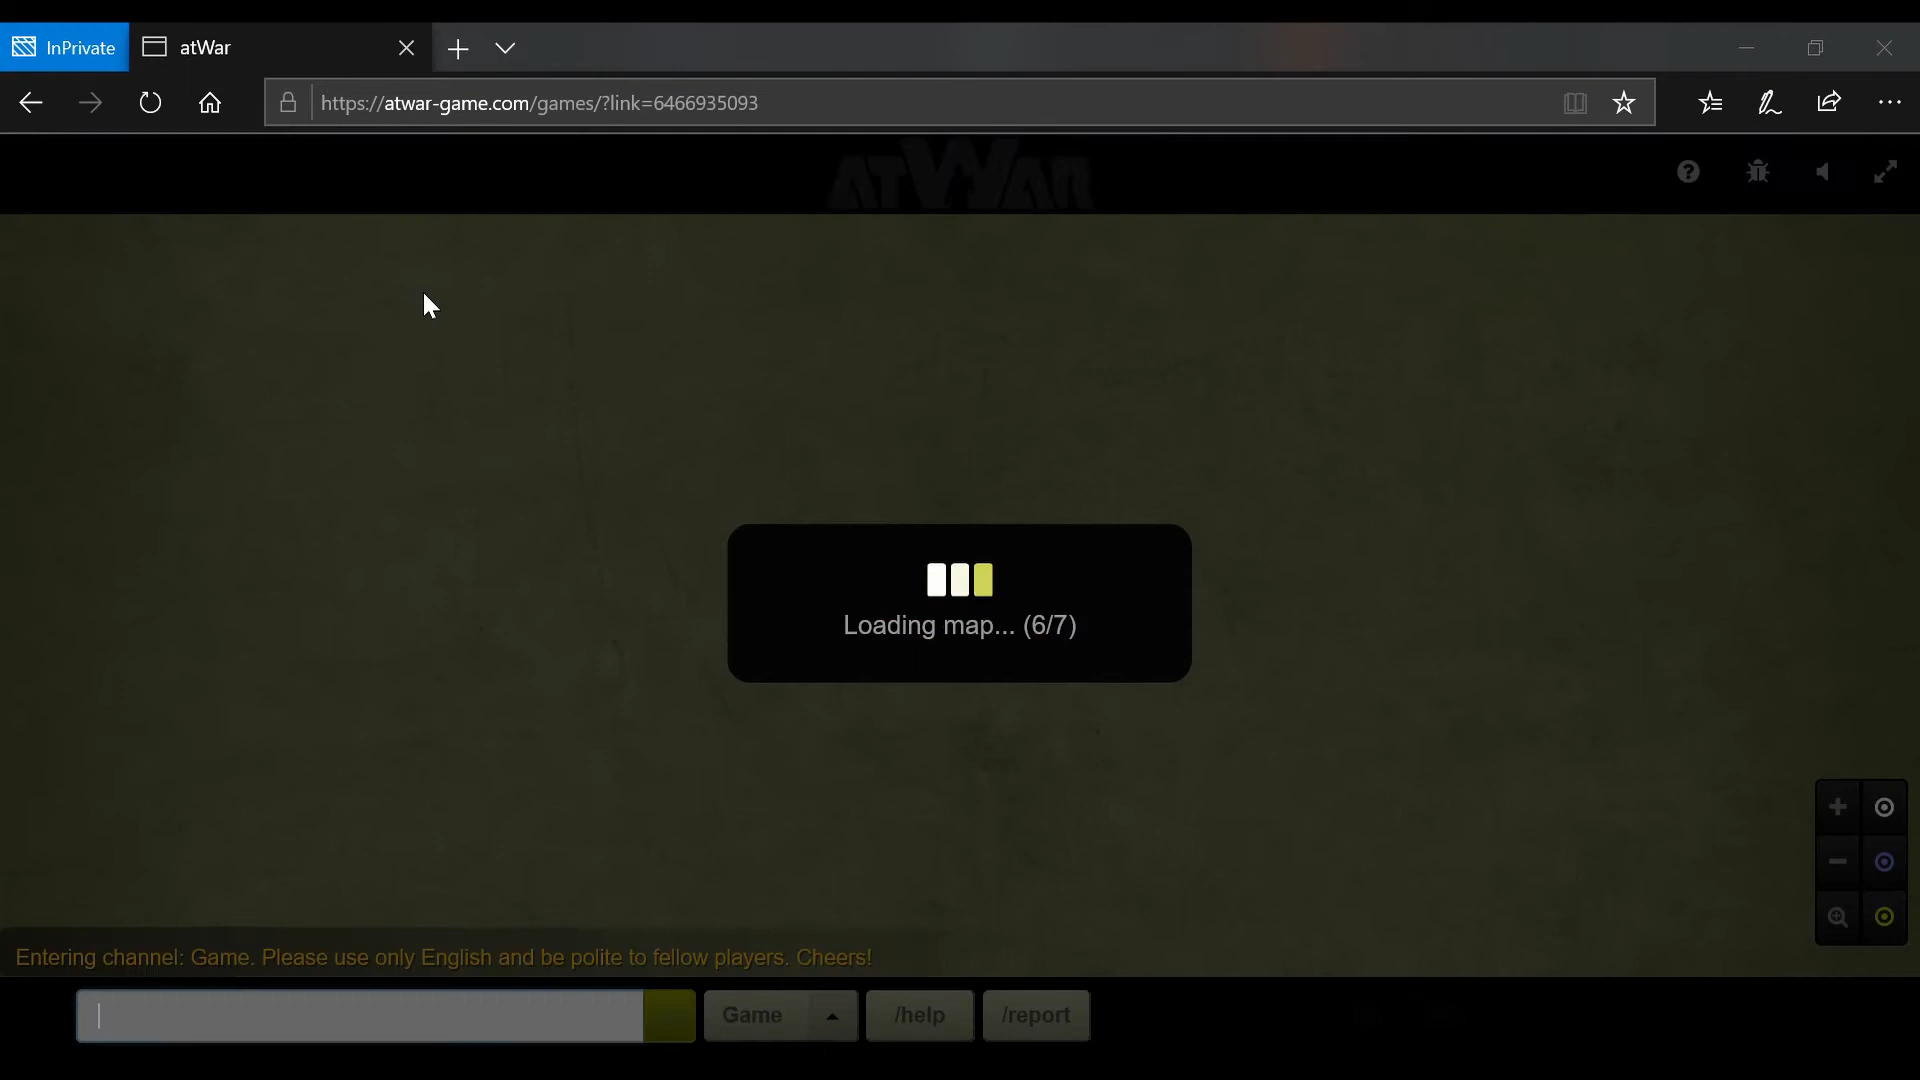 InPrivate
atWar
https://atwar-game.com/games/?link=6466935093
atWar
Loading map... (6/7)
Entering channel: Game. Please use only English and be polite to fellow players. Cheers!
Game
/help
/report